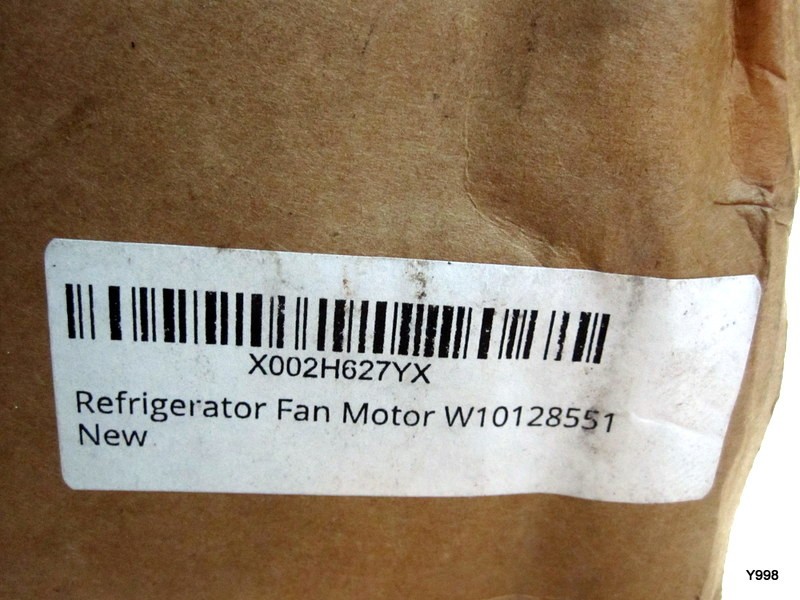 X002H627YX
Refrigerator Fan Motor W10128551
New
Y998